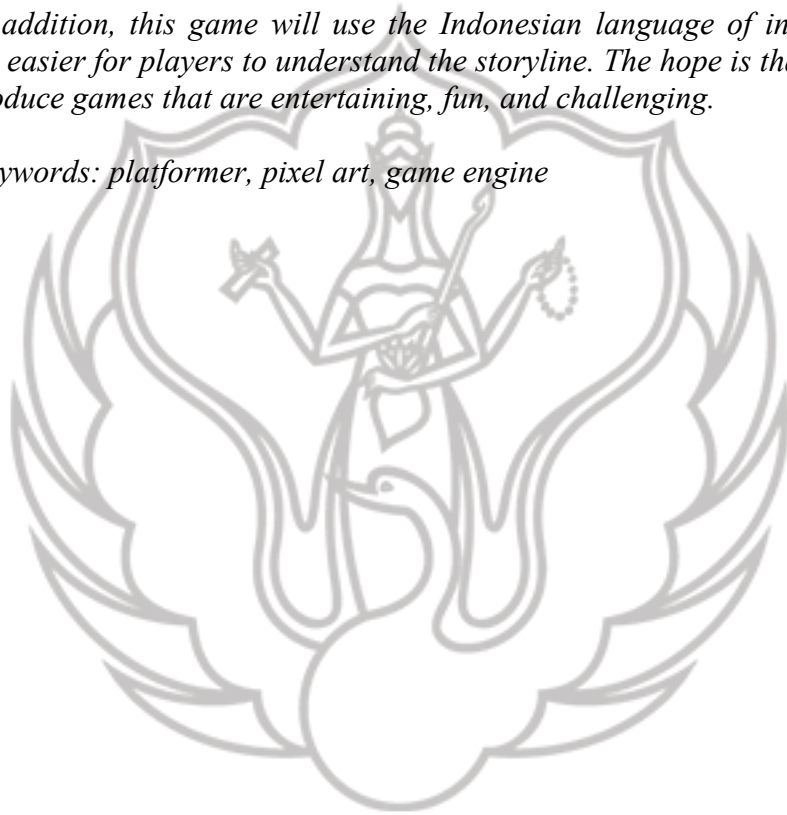 addition, this game will use the Indonesian language of in
easier for players to understand the storyline. The hope is tha
oduce games that are entertaining, fun, and challenging.
ywords: platformer, pixel art, game engine